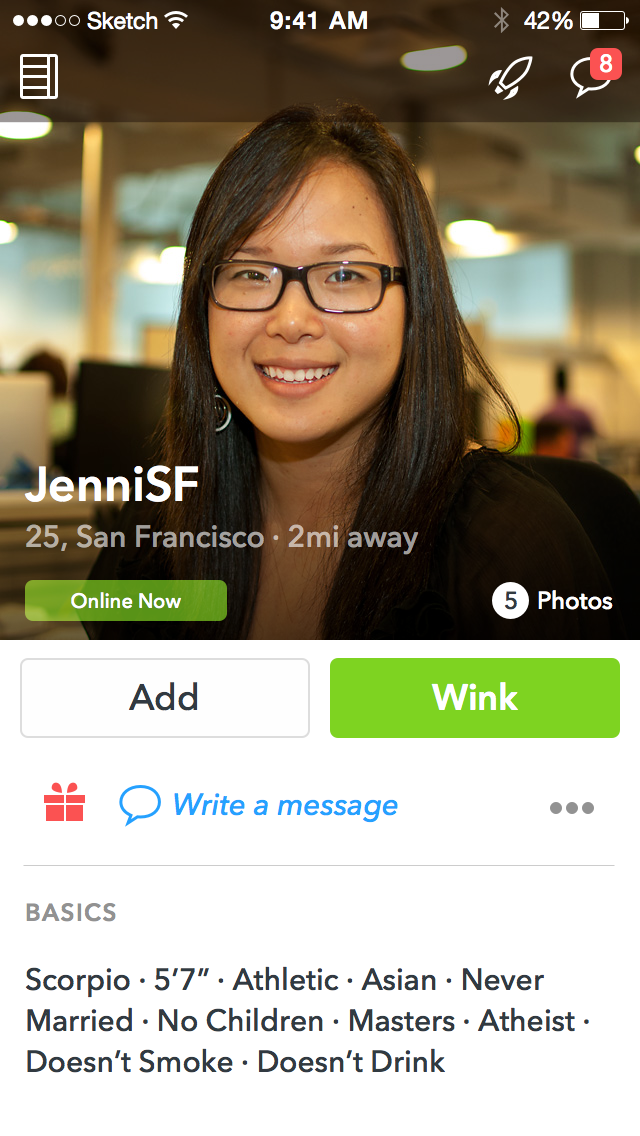 Sketch 9:41 AM 42%
8
JenniSF
25, San Francisco · 2mi away
Online Now 5 Photos
Add Wink
Write a message
BASICS
Scorpio · 5’7” · Athletic · Asian · Never
Married · No Children · Masters · Atheist ·
Doesn’t Smoke · Doesn’t Drink